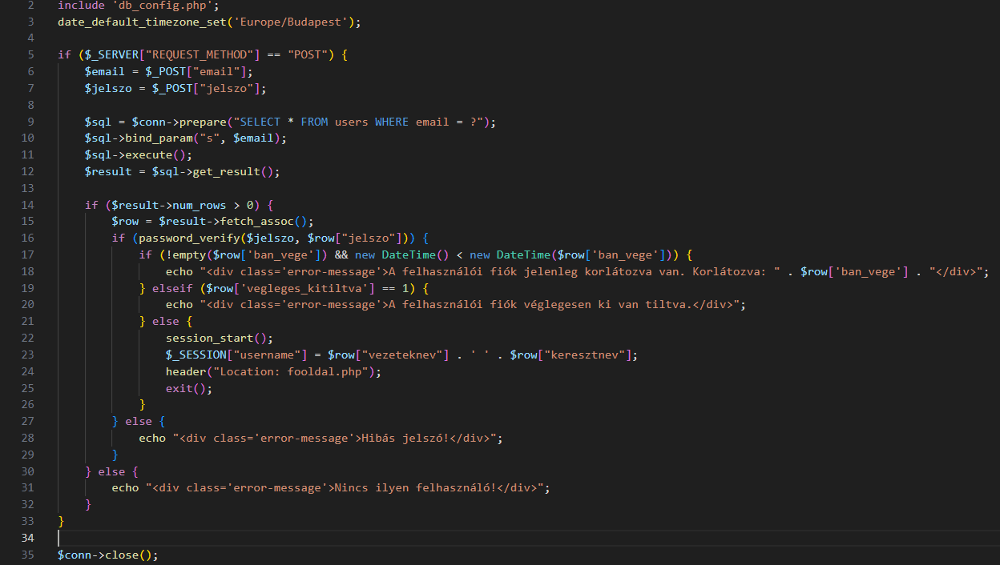 2 include 'db_config.php';
3 date_default_timezone_set('Europe/Budapest');
4
5 if ($_SERVER["REQUEST_METHOD"] == "POST") {
6     $email = $_POST["email"];
7     $jelszo = $_POST["jelszo"];
8
9     $sql = $conn->prepare("SELECT * FROM users WHERE email = ?");
10     $sql->bind_param("s", $email);
11     $sql->execute();
12     $result = $sql->get_result();
13
14     if ($result->num_rows > 0) {
15         $row = $result->fetch_assoc();
16         if (password_verify($jelszo, $row["jelszo"])) {
17             if (!empty($row['ban_vege']) && new DateTime() < new DateTime($row['ban_vege'])) {
18                 echo "<div class='error-message'>A felhasználói fiók jelenleg korlátozva van. Korlátozva: " . $row['ban_vege'] . "</div>";
19             } elseif ($row['vegleges_kitiltva'] == 1) {
20                 echo "<div class='error-message'>A felhasználói fiók véglegesen ki van tiltva.</div>";
21             } else {
22                 session_start();
23                 $_SESSION["username"] = $row["vezeteknev"] . ' ' . $row["keresztnev"];
24                 header("Location: fooldal.php");
25                 exit();
26             }
27         } else {
28             echo "<div class='error-message'>Hibás jelszó!</div>";
29         }
30     } else {
31         echo "<div class='error-message'>Nincs ilyen felhasználó!</div>";
32     }
33 }
34
35 $conn->close();